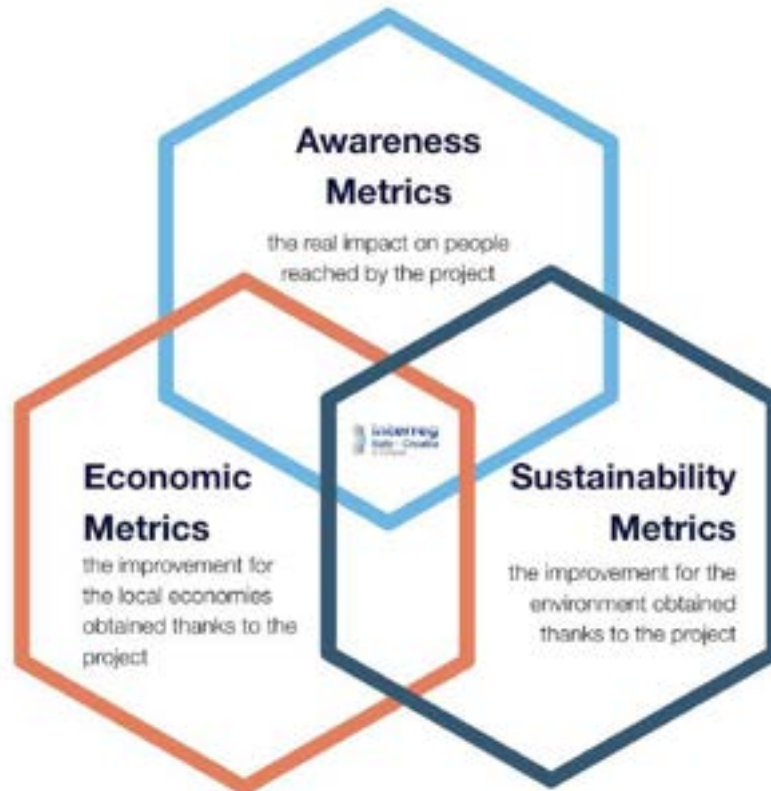 Awareness
Metrics
the real impact on people
reached by the project
interreg
Italy - Croatia
Economic
Metrics
the improvement for
the local economies
obtained thanks to the
project
Sustainability
Metrics
the improvement for the
environment obtained
thanks to the project